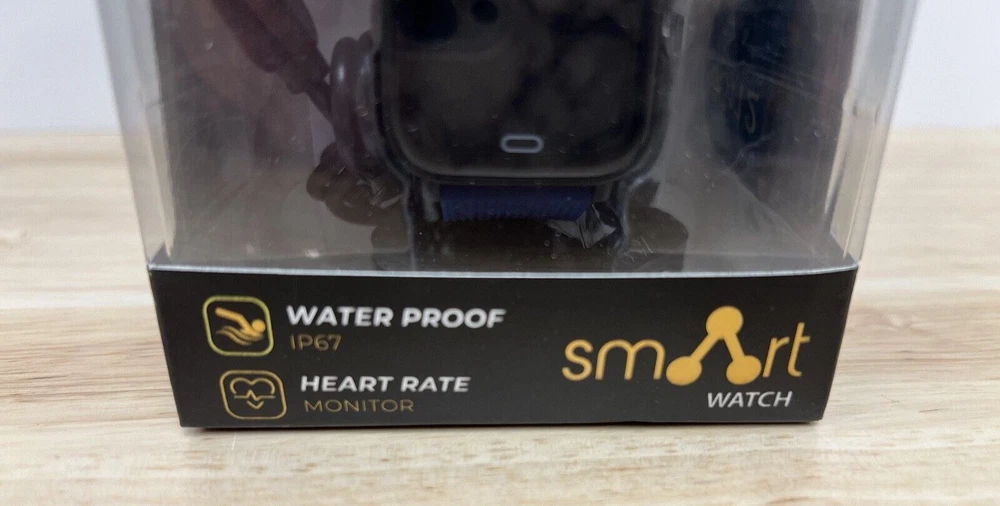 WATER PROOF
IP67
HEART RATE
MONITOR
smart
WATCH